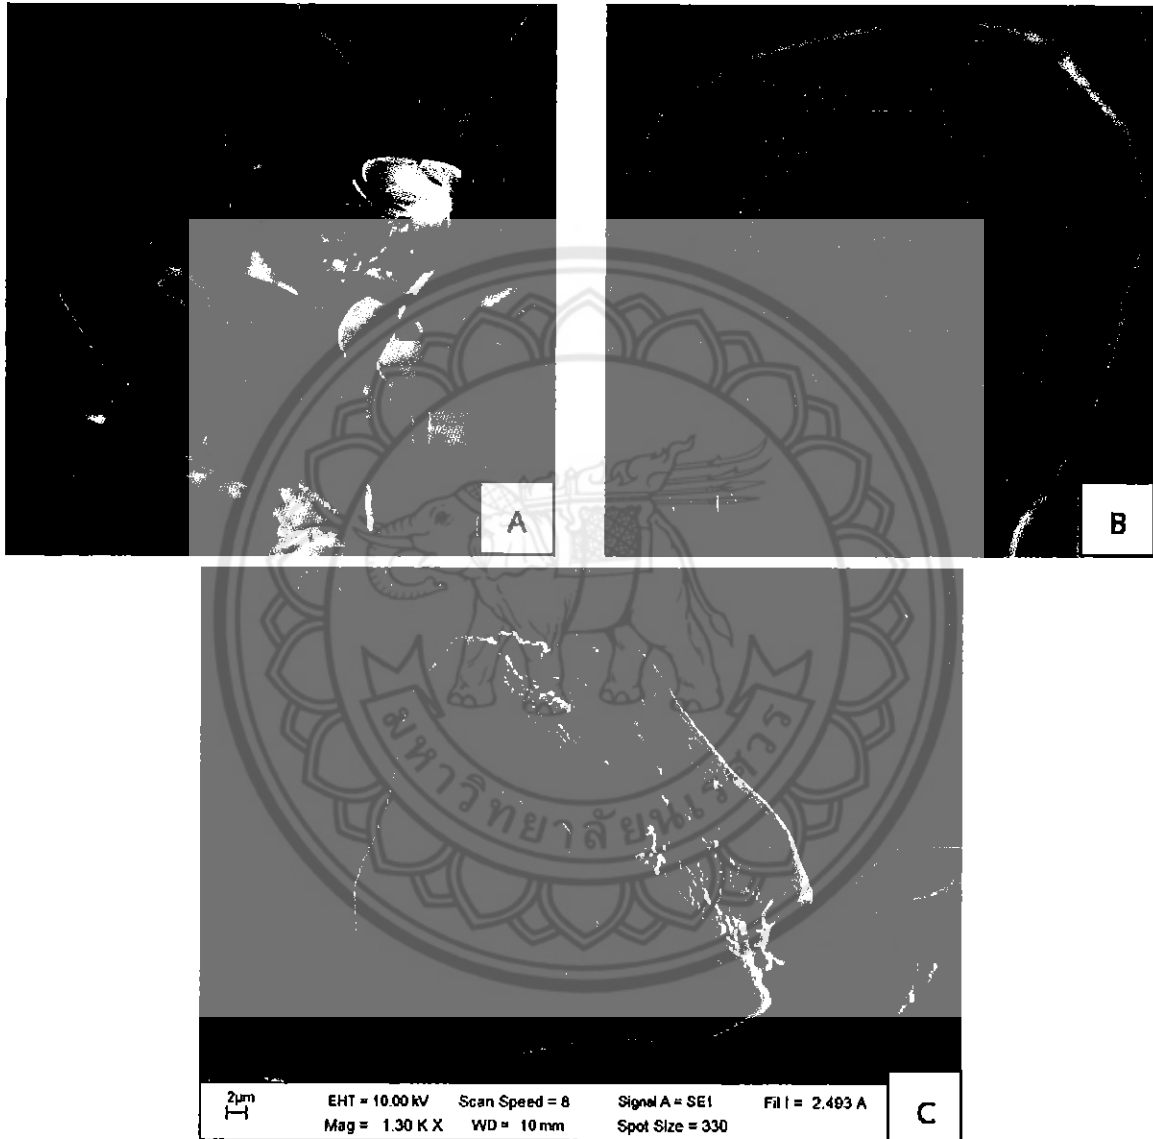 A
B
มหาวิทยาลัยนเรศวร
2μm
EHT = 10.00 kV Scan Speed = 8 Signal A = SE1 Fil I = 2.493 A
Mag = 1.30 K X WD = 10 mm Spot Size = 330
C